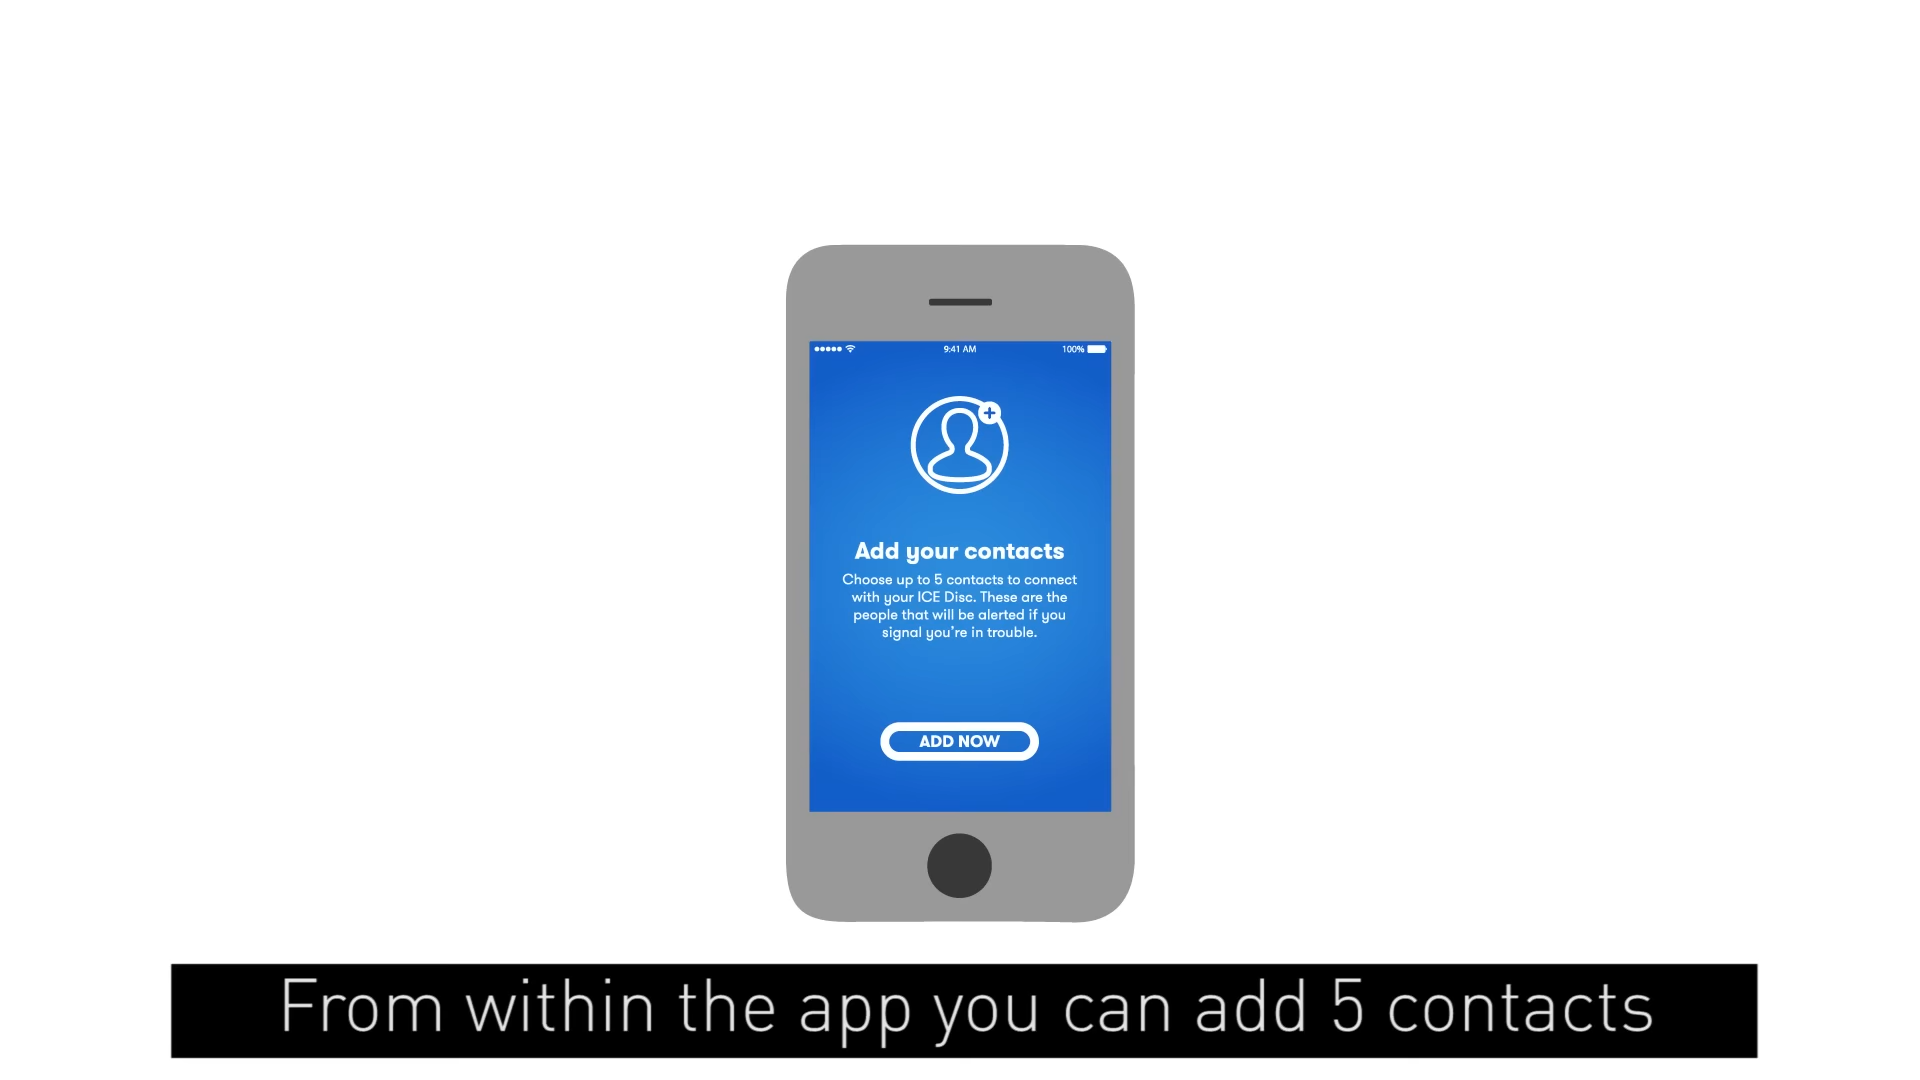 9:41 AM 100%
Add your contacts
Choose up to 5 contacts to connect
with your ICE Disc. These are the
people that will be alerted if you
signal you're in trouble.
ADD NOW
From within the app you can add 5 contacts